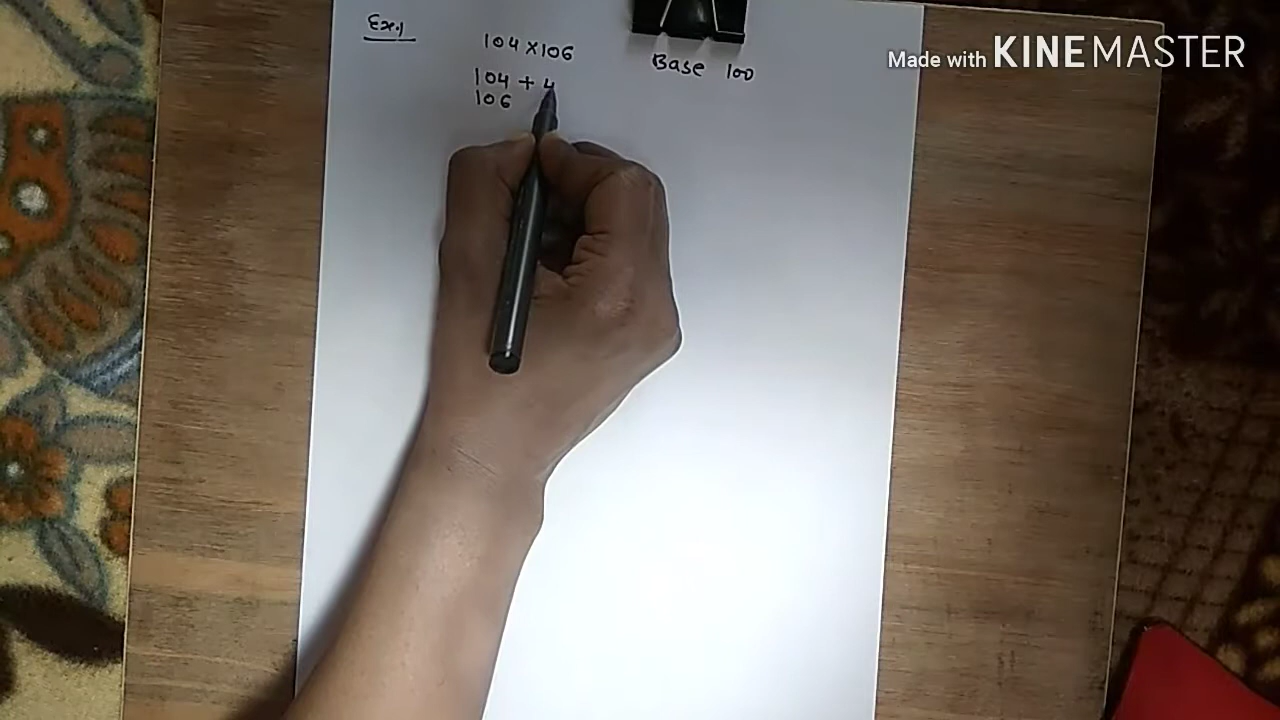 Ex.1
104 × 106
Base 100
104 + 4
106
Made with KINEMASTER